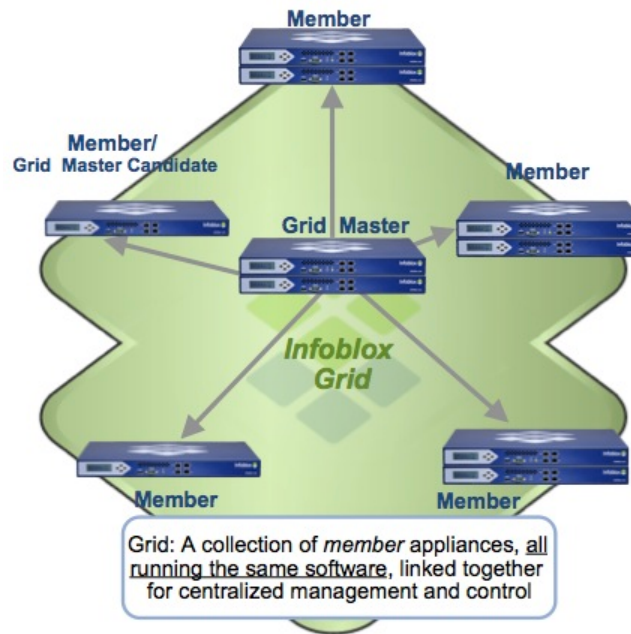 Member
Member/
Grid Master Candidate
Member
Grid Master
Infoblox
Grid
Member
Member
Grid: A collection of member appliances, all
running the same software, linked together
for centralized management and control